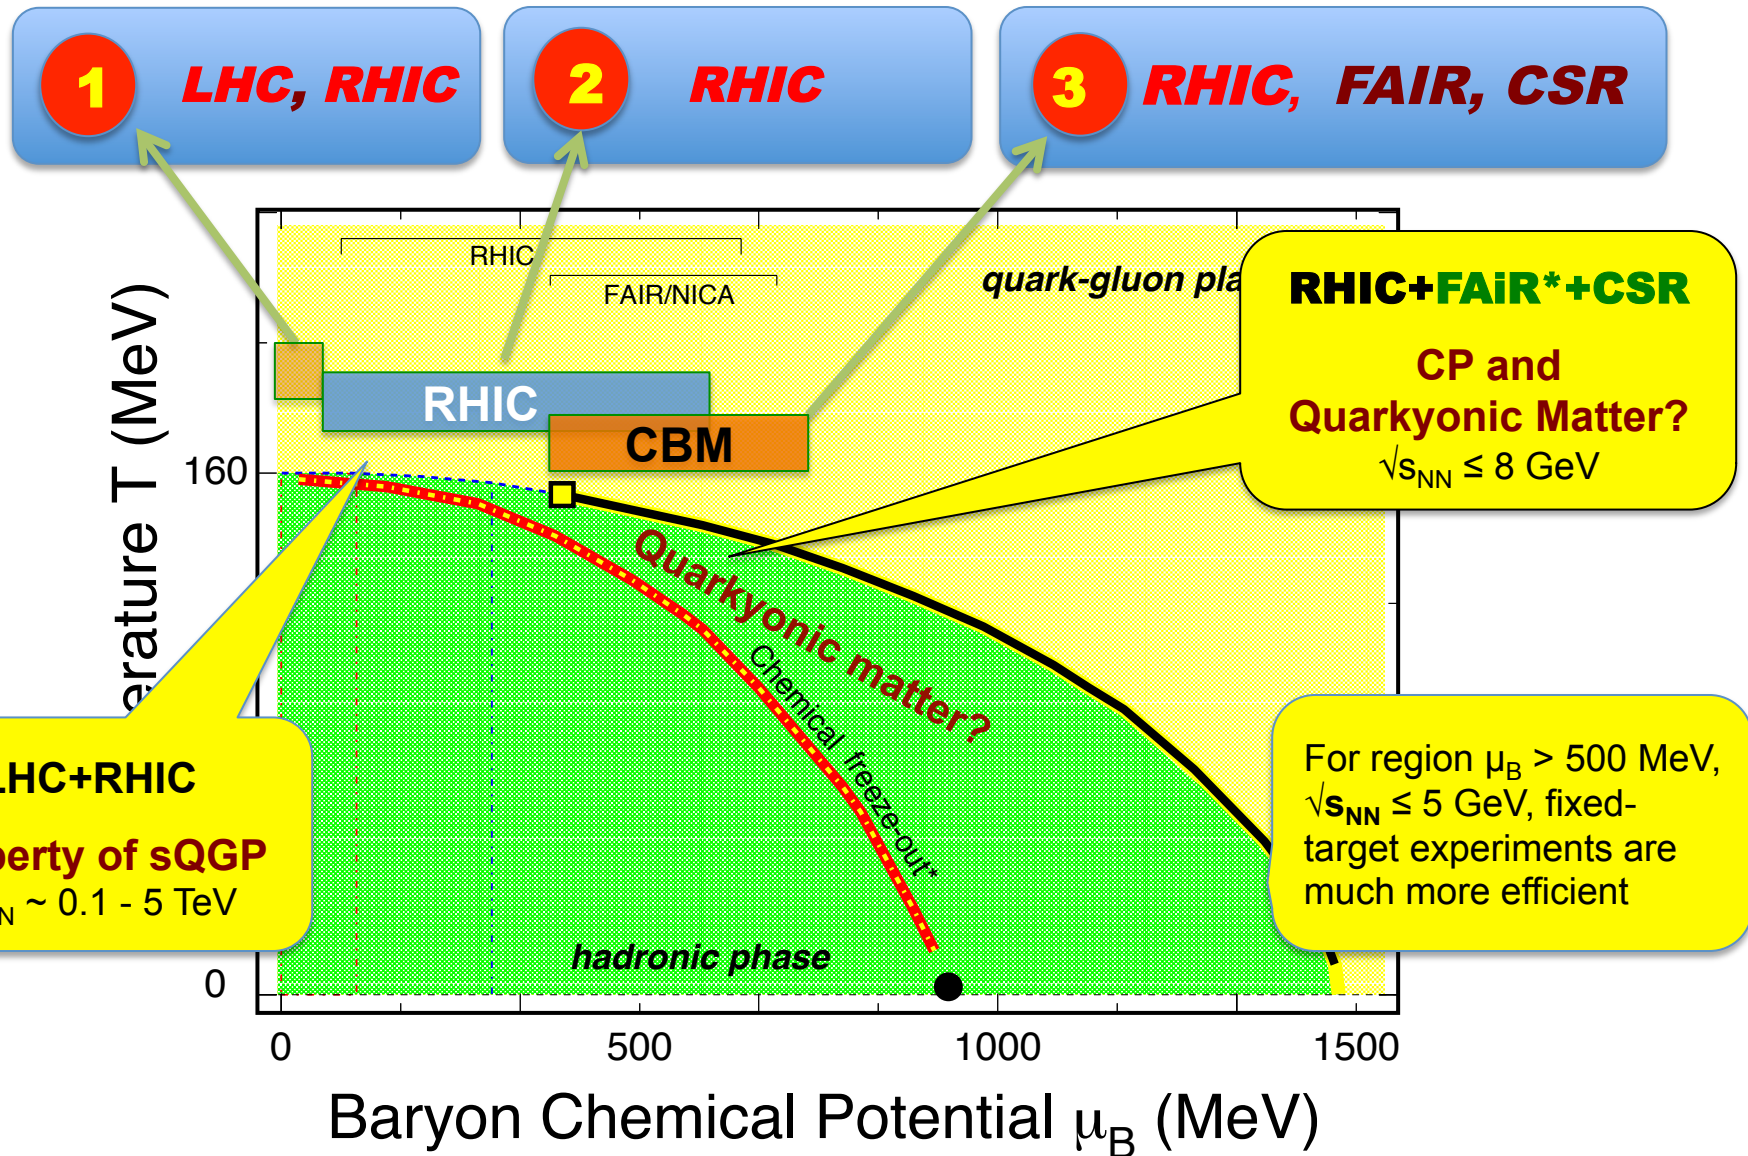 1 LHC, RHIC
2 RHIC
3 RHIC, FAIR, CSR
RHIC
FAIR/NICA
quark-gluon pla
RHIC+FAiR*+CSR
CP and
Quarkyonic Matter?
√sNN ≤ 8 GeV
RHIC
CBM
160
erature T (MeV)
Quarkyonic matter?
Chemical freeze-out*
LHC+RHIC
perty of sQGP
NN ~ 0.1 - 5 TeV
For region μB > 500 MeV,
√sNN ≤ 5 GeV, fixed-
target experiments are
much more efficient
hadronic phase
0
0 500 1000 1500
Baryon Chemical Potential μB (MeV)